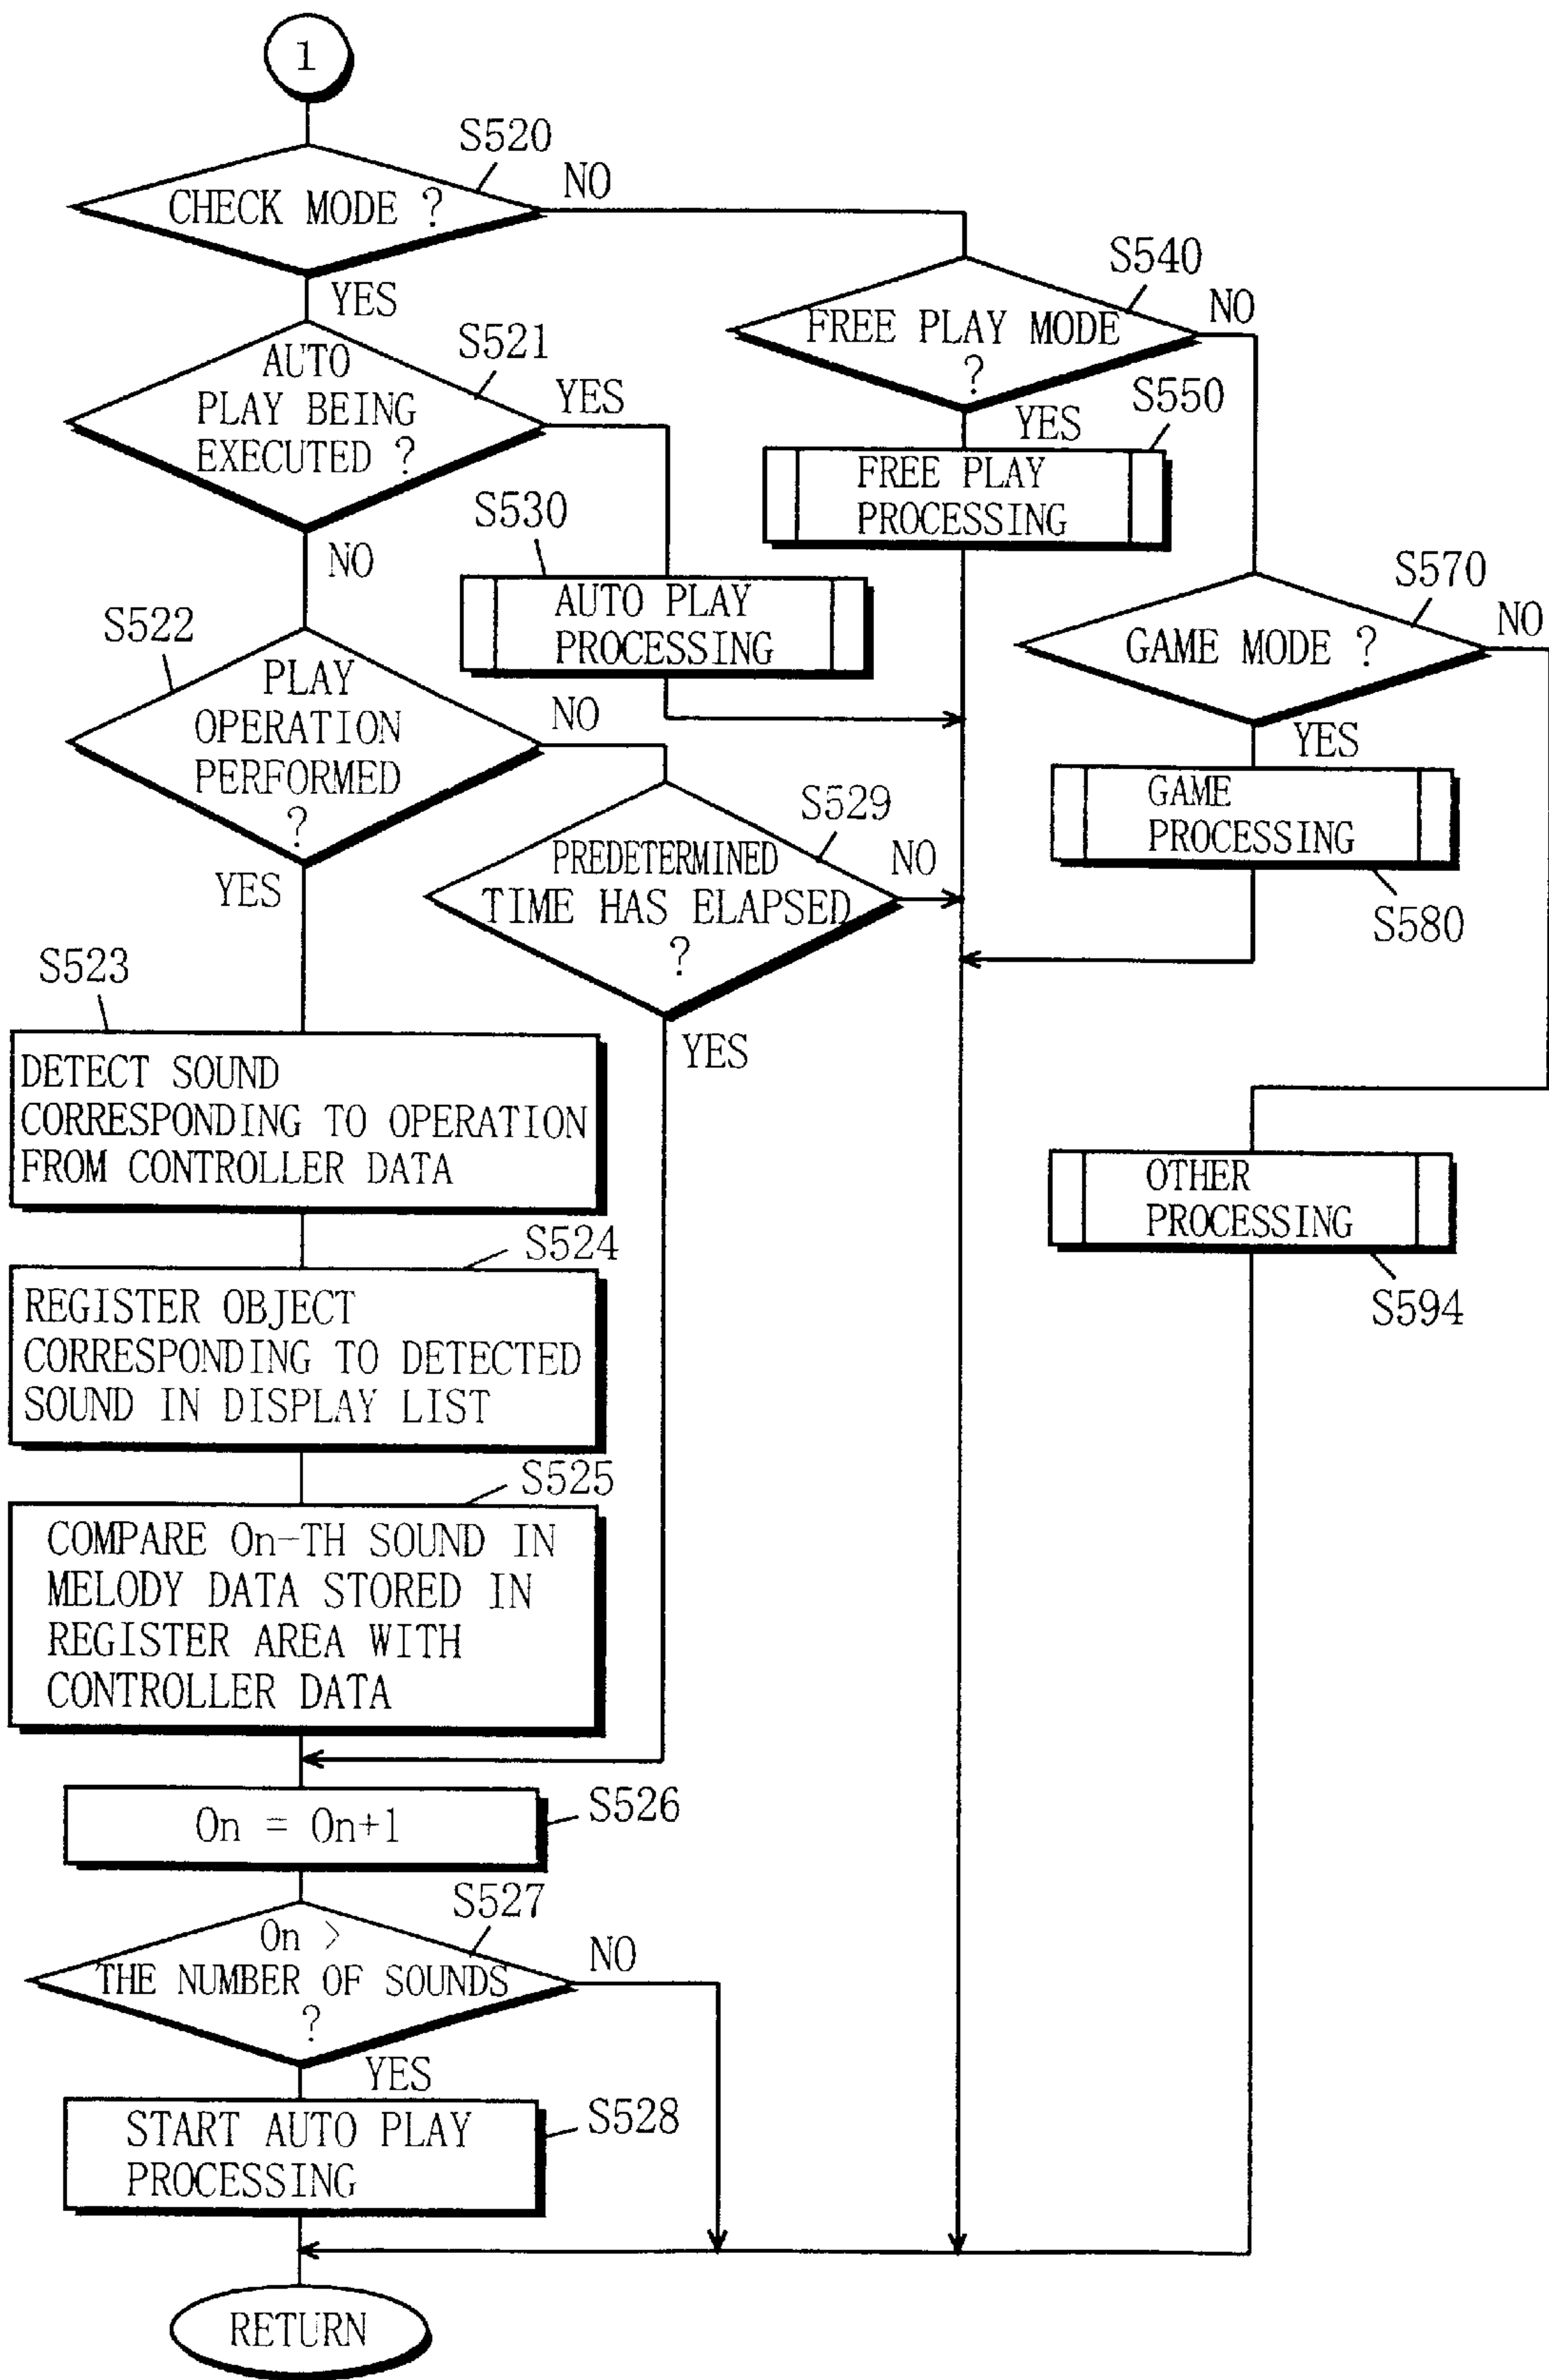 1
S520
CHECK MODE ?
NO
YES
S540
FREE PLAY MODE
?
NO
YES
S521
AUTO
PLAY BEING
EXECUTED ?
YES
NO
S550
FREE PLAY
PROCESSING
S530
AUTO PLAY
PROCESSING
S570
GAME MODE ?
NO
YES
S522
PLAY
OPERATION
PERFORMED
?
NO
YES
GAME
PROCESSING
S580
S529
PREDETERMINED
TIME HAS ELAPSED
?
NO
YES
S523
DETECT SOUND
CORRESPONDING TO OPERATION
FROM CONTROLLER DATA
OTHER
PROCESSING
S594
S524
REGISTER OBJECT
CORRESPONDING TO DETECTED
SOUND IN DISPLAY LIST
S525
COMPARE On-TH SOUND IN
MELODY DATA STORED IN
REGISTER AREA WITH
CONTROLLER DATA
On = On+1
S526
S527
On >
THE NUMBER OF SOUNDS
?
NO
YES
START AUTO PLAY
PROCESSING
S528
RETURN